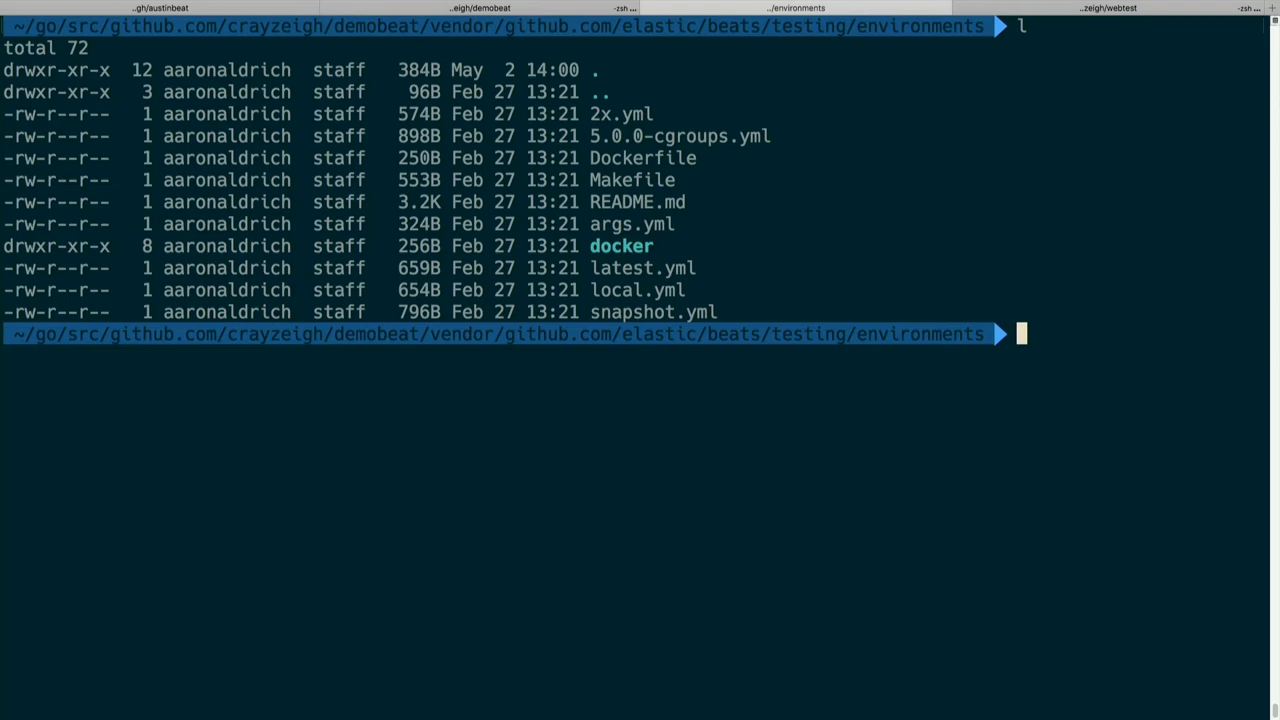 ..gh/austinbeat ..eigh/demobeat -zsh ... ../environments ..zeigh/webtest -zsh ...
~/go/src/github.com/crayzeigh/demobeat/vendor/github.com/elastic/beats/testing/environments l
total 72
drwxr-xr-x 12 aaronaldrich staff 384B May 2 14:00 .
drwxr-xr-x 3 aaronaldrich staff 96B Feb 27 13:21 ..
-rw-r--r-- 1 aaronaldrich staff 574B Feb 27 13:21 2x.yml
-rw-r--r-- 1 aaronaldrich staff 898B Feb 27 13:21 5.0.0-cgroups.yml
-rw-r--r-- 1 aaronaldrich staff 250B Feb 27 13:21 Dockerfile
-rw-r--r-- 1 aaronaldrich staff 553B Feb 27 13:21 Makefile
-rw-r--r-- 1 aaronaldrich staff 3.2K Feb 27 13:21 README.md
-rw-r--r-- 1 aaronaldrich staff 324B Feb 27 13:21 args.yml
drwxr-xr-x 8 aaronaldrich staff 256B Feb 27 13:21 docker
-rw-r--r-- 1 aaronaldrich staff 659B Feb 27 13:21 latest.yml
-rw-r--r-- 1 aaronaldrich staff 654B Feb 27 13:21 local.yml
-rw-r--r-- 1 aaronaldrich staff 796B Feb 27 13:21 snapshot.yml
~/go/src/github.com/crayzeigh/demobeat/vendor/github.com/elastic/beats/testing/environments